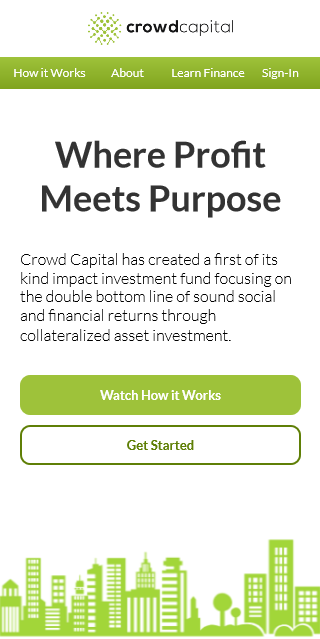 crowdcapital
How it Works About Learn Finance Sign-In
Where Profit
Meets Purpose
Crowd Capital has created a first of its
kind impact investment fund focusing on
the double bottom line of sound social
and financial returns through
collateralized asset investment.
Watch How it Works
Get Started